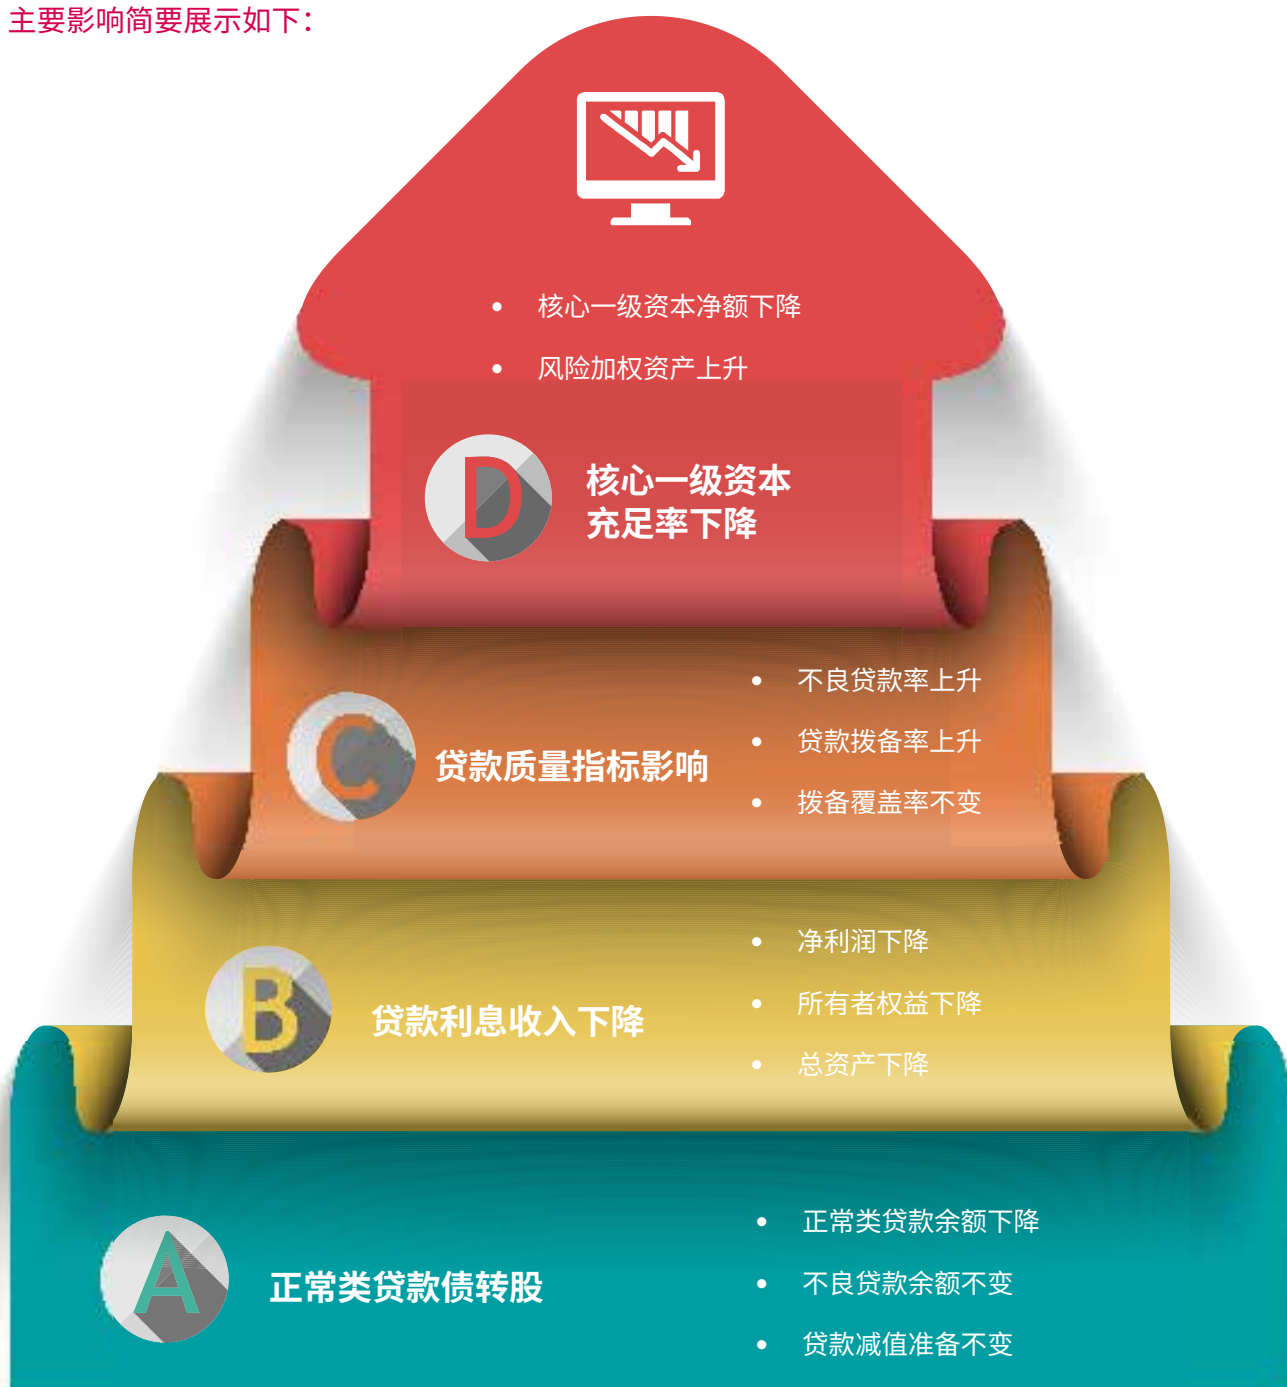 主要影响简要展示如下：
• 核心一级资本净额下降
• 风险加权资产上升
D
核心一级资本
充足率下降
• 不良贷款率上升
• 贷款拨备率上升
• 拨备覆盖率不变
C
贷款质量指标影响
• 净利润下降
• 所有者权益下降
• 总资产下降
B
贷款利息收入下降
• 正常类贷款余额下降
• 不良贷款余额不变
• 贷款减值准备不变
A
正常类贷款债转股